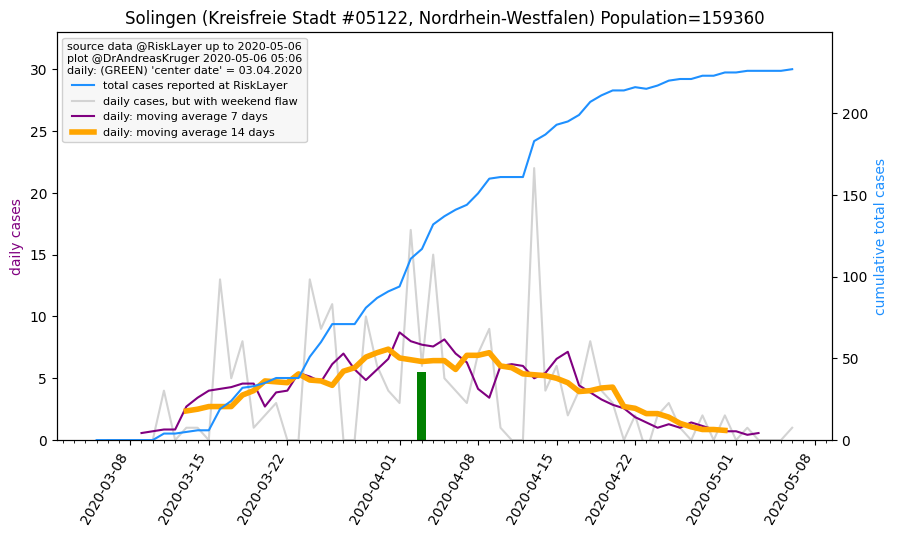 Solingen (Kreisfreie Stadt #05122, Nordrhein-Westfalen) Population=159360
source data @RiskLayer up to 2020-05-06
plot @DrAndreasKruger 2020-05-06 05:06
daily: (GREEN) 'center date' = 03.04.2020
total cases reported at RiskLayer
daily cases, but with weekend flaw
daily: moving average 7 days
daily: moving average 14 days
daily cases
30
25
20
15
10
5
0
200
150
100
50
0
cumulative total cases
2020-03-08
2020-03-15
2020-03-22
2020-04-01
2020-04-08
2020-04-15
2020-04-22
2020-05-01
2020-05-08